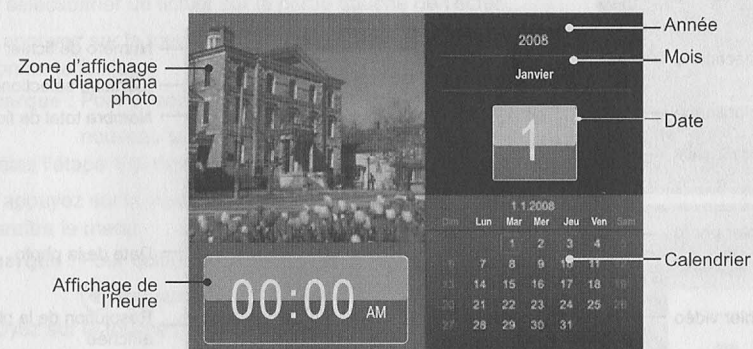 Zone d'affichage
du diaporama
photo
Affichage de
l'heure
00:00 AM
2008
Janvier
1
1.1.2008
Dim Lun Mar Mer Jeu Ven Sam
1 2 3 4 5
6 7 8 9 10 11 12
13 14 15 16 17 18 19
20 21 22 23 24 25 26
27 28 29 30 31
Année
Mois
Date
Calendrier